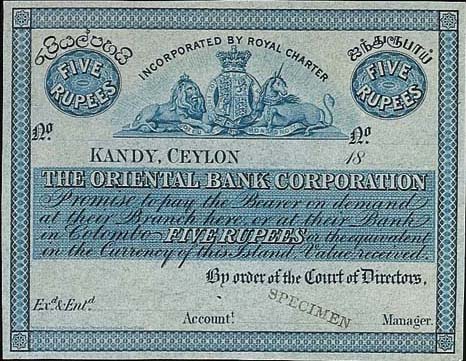 රුපියල් පහයි
ஐந்துரூபாய்
INCORPORATED BY ROYAL CHARTER
FIVE RUPEES
FIVE RUPEES
No. No.
KANDY, CEYLON 18
THE ORIENTAL BANK CORPORATION
Promise to pay the Bearer on demand
at their Branch here or at their Bank
in Colombo FIVE RUPEES or the equivalent
in the Currency of this Island. Value received
By order of the Court of Directors,
Exd. & Entd.
SPECIMEN
Account! Manager.